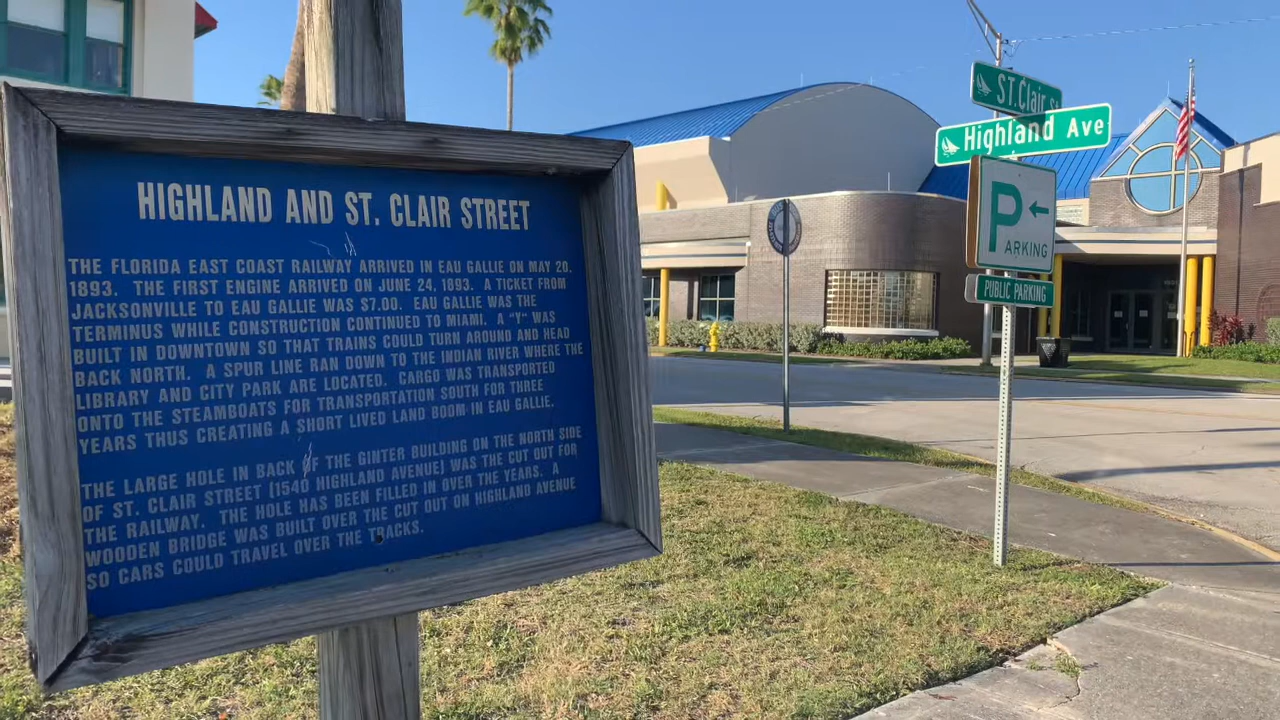 HIGHLAND AND ST. CLAIR STREET
THE FLORIDA EAST COAST RAILWAY ARRIVED IN EAU GALLIE ON MAY 20,
1893. THE FIRST ENGINE ARRIVED ON JUNE 24, 1893. A TICKET FROM
JACKSONVILLE TO EAU GALLIE WAS $7.00. EAU GALLIE WAS THE
TERMINUS WHILE CONSTRUCTION CONTINUED TO MIAMI. A "Y" WAS
BUILT IN DOWNTOWN SO THAT TRAINS COULD TURN AROUND AND HEAD
BACK NORTH. A SPUR LINE RAN DOWN TO THE INDIAN RIVER WHERE THE
LIBRARY AND CITY PARK ARE LOCATED. CARGO WAS TRANSPORTED
ONTO THE STEAMBOATS FOR TRANSPORTATION SOUTH FOR THREE
YEARS THUS CREATING A SHORT LIVED LAND BOOM IN EAU GALLIE.
THE LARGE HOLE IN BACK OF THE GINTER BUILDING ON THE NORTH SIDE
OF ST. CLAIR STREET (1540 HIGHLAND AVENUE) WAS THE CUT OUT FOR
THE RAILWAY. THE HOLE HAS BEEN FILLED IN OVER THE YEARS. A
WOODEN BRIDGE WAS BUILT OVER THE CUT OUT ON HIGHLAND AVENUE
SO CARS COULD TRAVEL OVER THE TRACKS.
ST. Clair St
Highland Ave
P
PARKING
PUBLIC PARKING